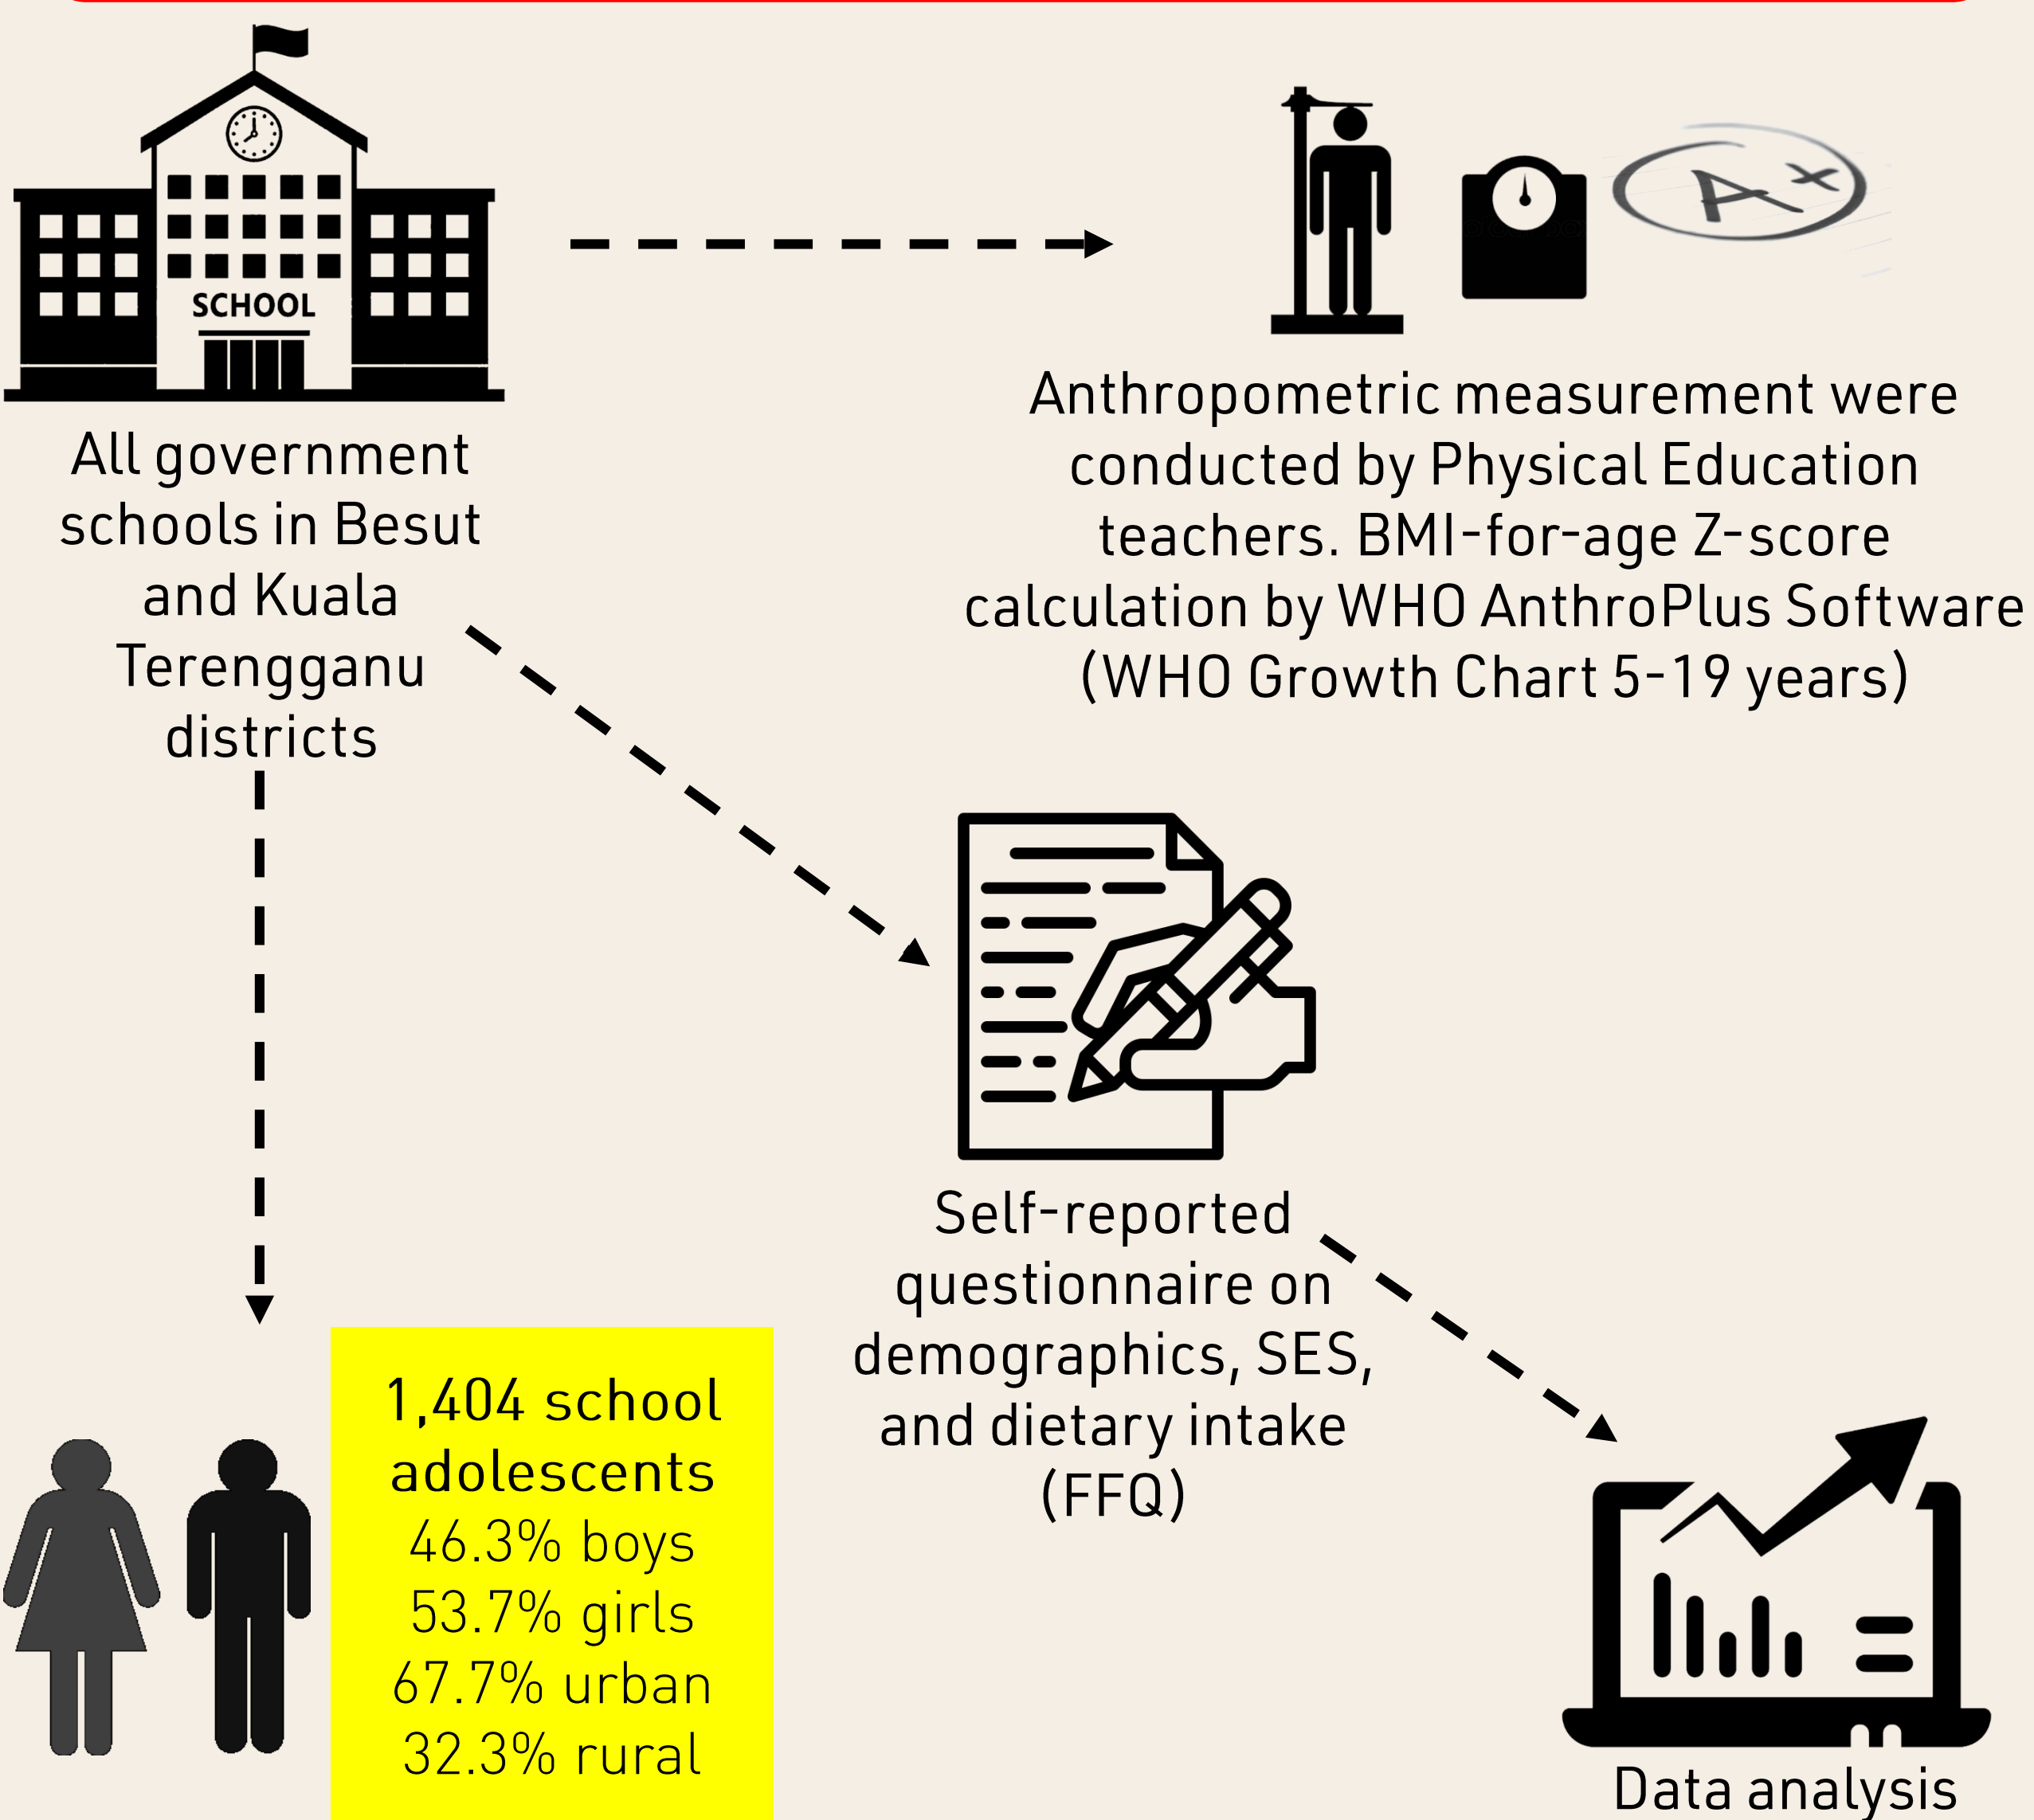 SCHOOL
All government
schools in Besut
and Kuala
Terengganu
districts
A+
Anthropometric measurement were
conducted by Physical Education
teachers. BMI-for-age Z-score
calculation by WHO AnthroPlus Software
(WHO Growth Chart 5-19 years)
Self-reported
questionnaire on
demographics, SES,
and dietary intake
(FFQ)
1,404 school
adolescents
46.3% boys
53.7% girls
67.7% urban
32.3% rural
Data analysis